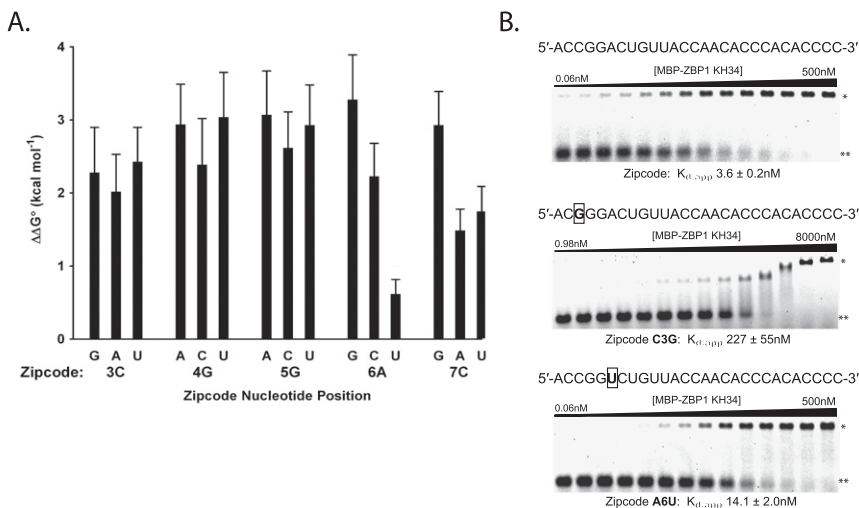 A.
4
3
2
1
0
ΔΔG° (kcal mol⁻¹)
G A U A C U A C U G C U G A U
Zipcode: 3C 4G 5G 6A 7C
Zipcode Nucleotide Position
B.
5′-ACCGGACUGUUACCAACACCCACACCCC-3′
0.06nM [MBP-ZBP1 KH34] 500nM
*
**
Zipcode: Kd,app 3.6 ± 0.2nM
5′-ACGGGACUGUUACCAACACCCACACCCC-3′
0.98nM [MBP-ZBP1 KH34] 8000nM
*
**
Zipcode C3G: Kd,app 227 ± 55nM
5′-ACCGGUCUGUUACCAACACCCACACCCC-3′
0.06nM [MBP-ZBP1 KH34] 500nM
*
**
Zipcode A6U: Kd,app 14.1 ± 2.0nM